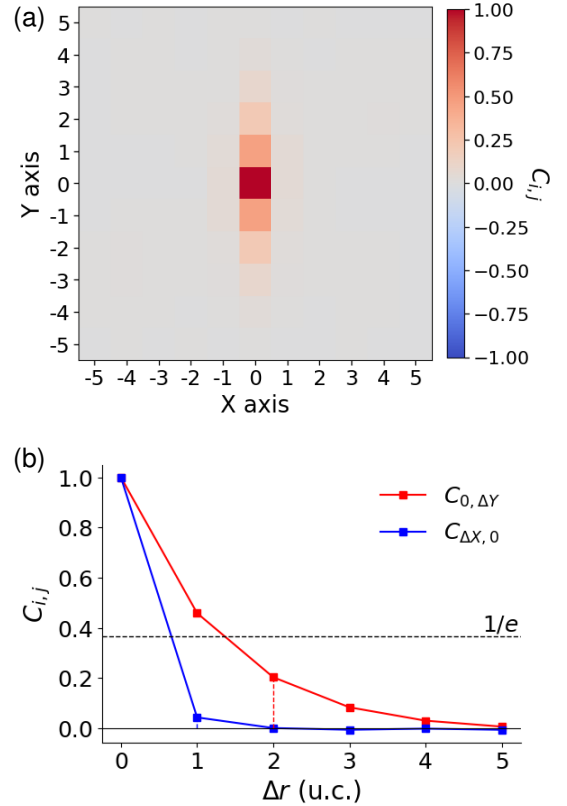 (a)
5
4
3
2
1
0
-1
-2
-3
-4
-5
Y axis
-5 -4 -3 -2 -1 0 1 2 3 4 5
X axis
1.00
0.75
0.50
0.25
0.00
-0.25
−0.50
−0.75
−1.00
C_{i,j}
(b)
1.0
0.8
0.6
0.4
0.2
0.0
C_{i,j}
C_{0,ΔY}
C_{ΔX,0}
1/e
0 1 2 3 4 5
Δr (u.c.)